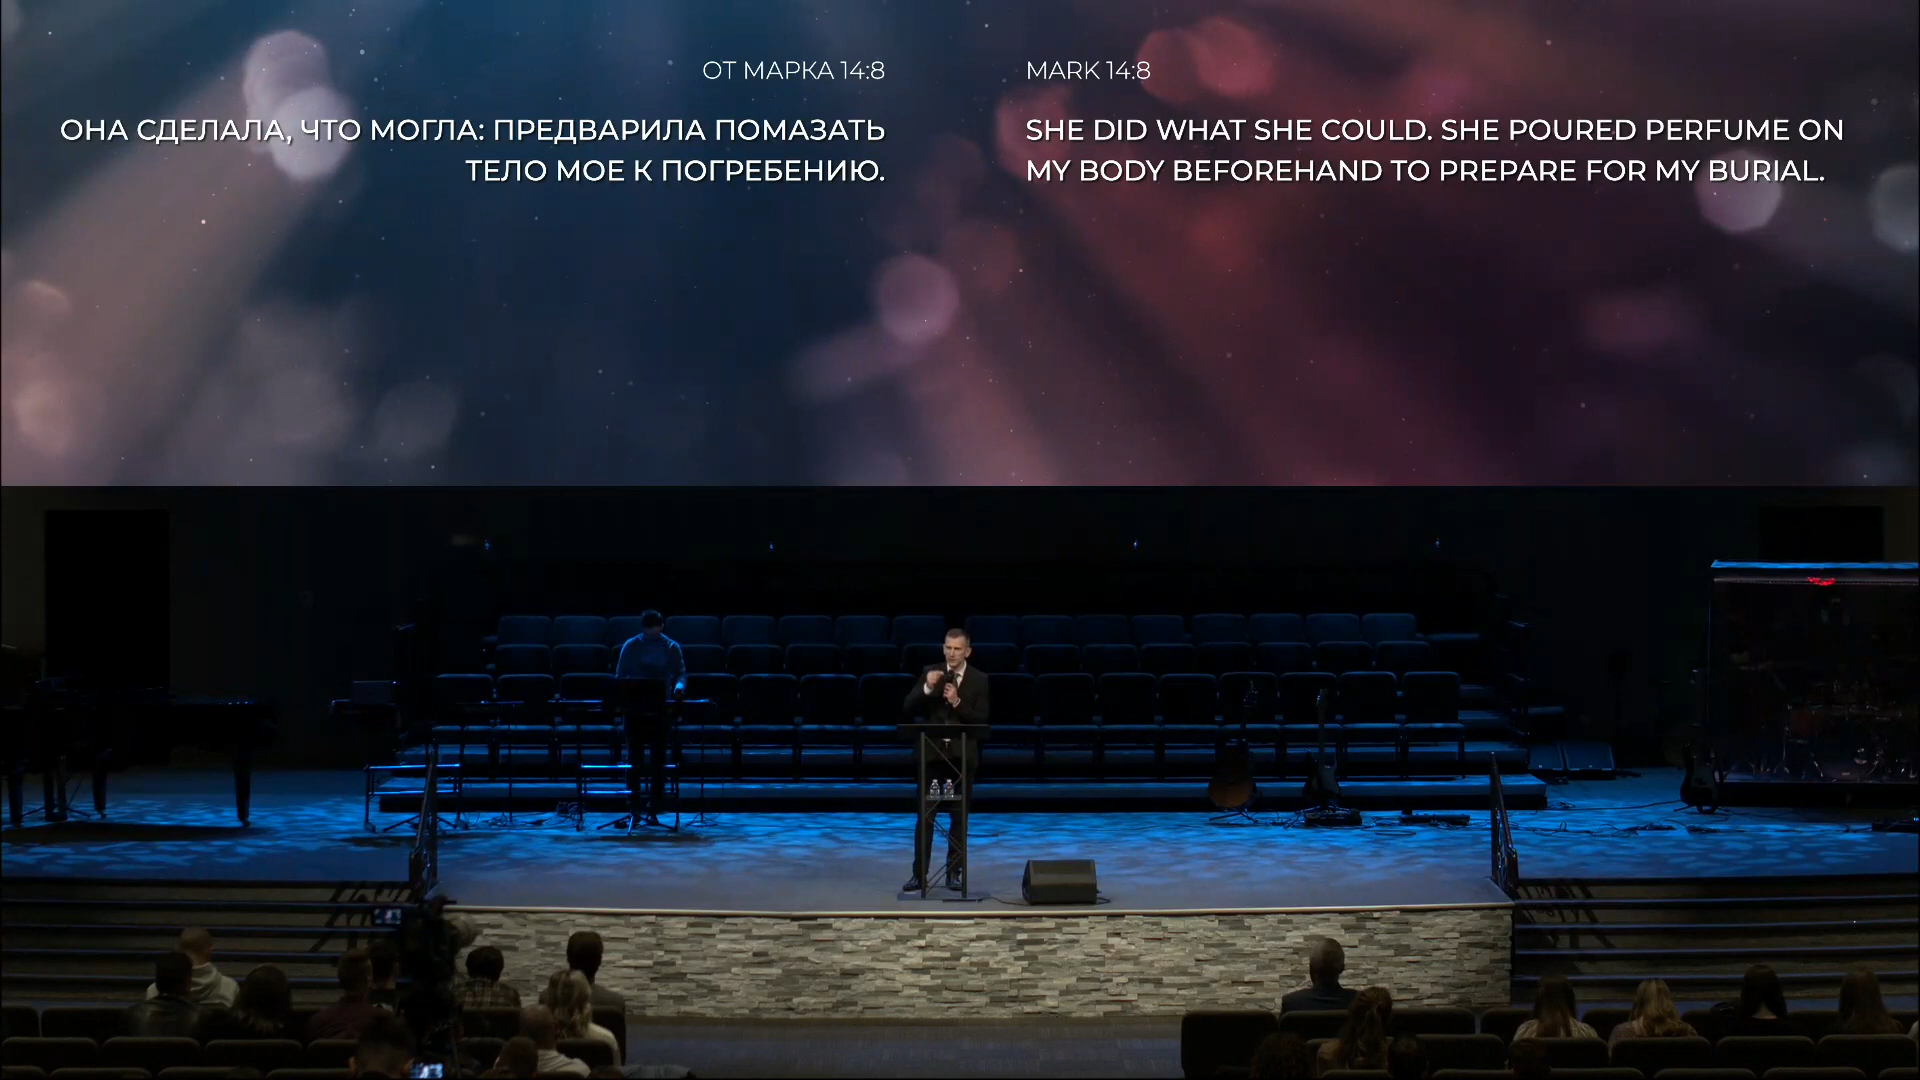 ОТ МАРКА 14:8
ОНА СДЕЛАЛА, ЧТО МОГЛА: ПРЕДВАРИЛА ПОМАЗАТЬ
ТЕЛО МОЕ К ПОГРЕБЕНИЮ.
MARK 14:8
SHE DID WHAT SHE COULD. SHE POURED PERFUME ON
MY BODY BEFOREHAND TO PREPARE FOR MY BURIAL.